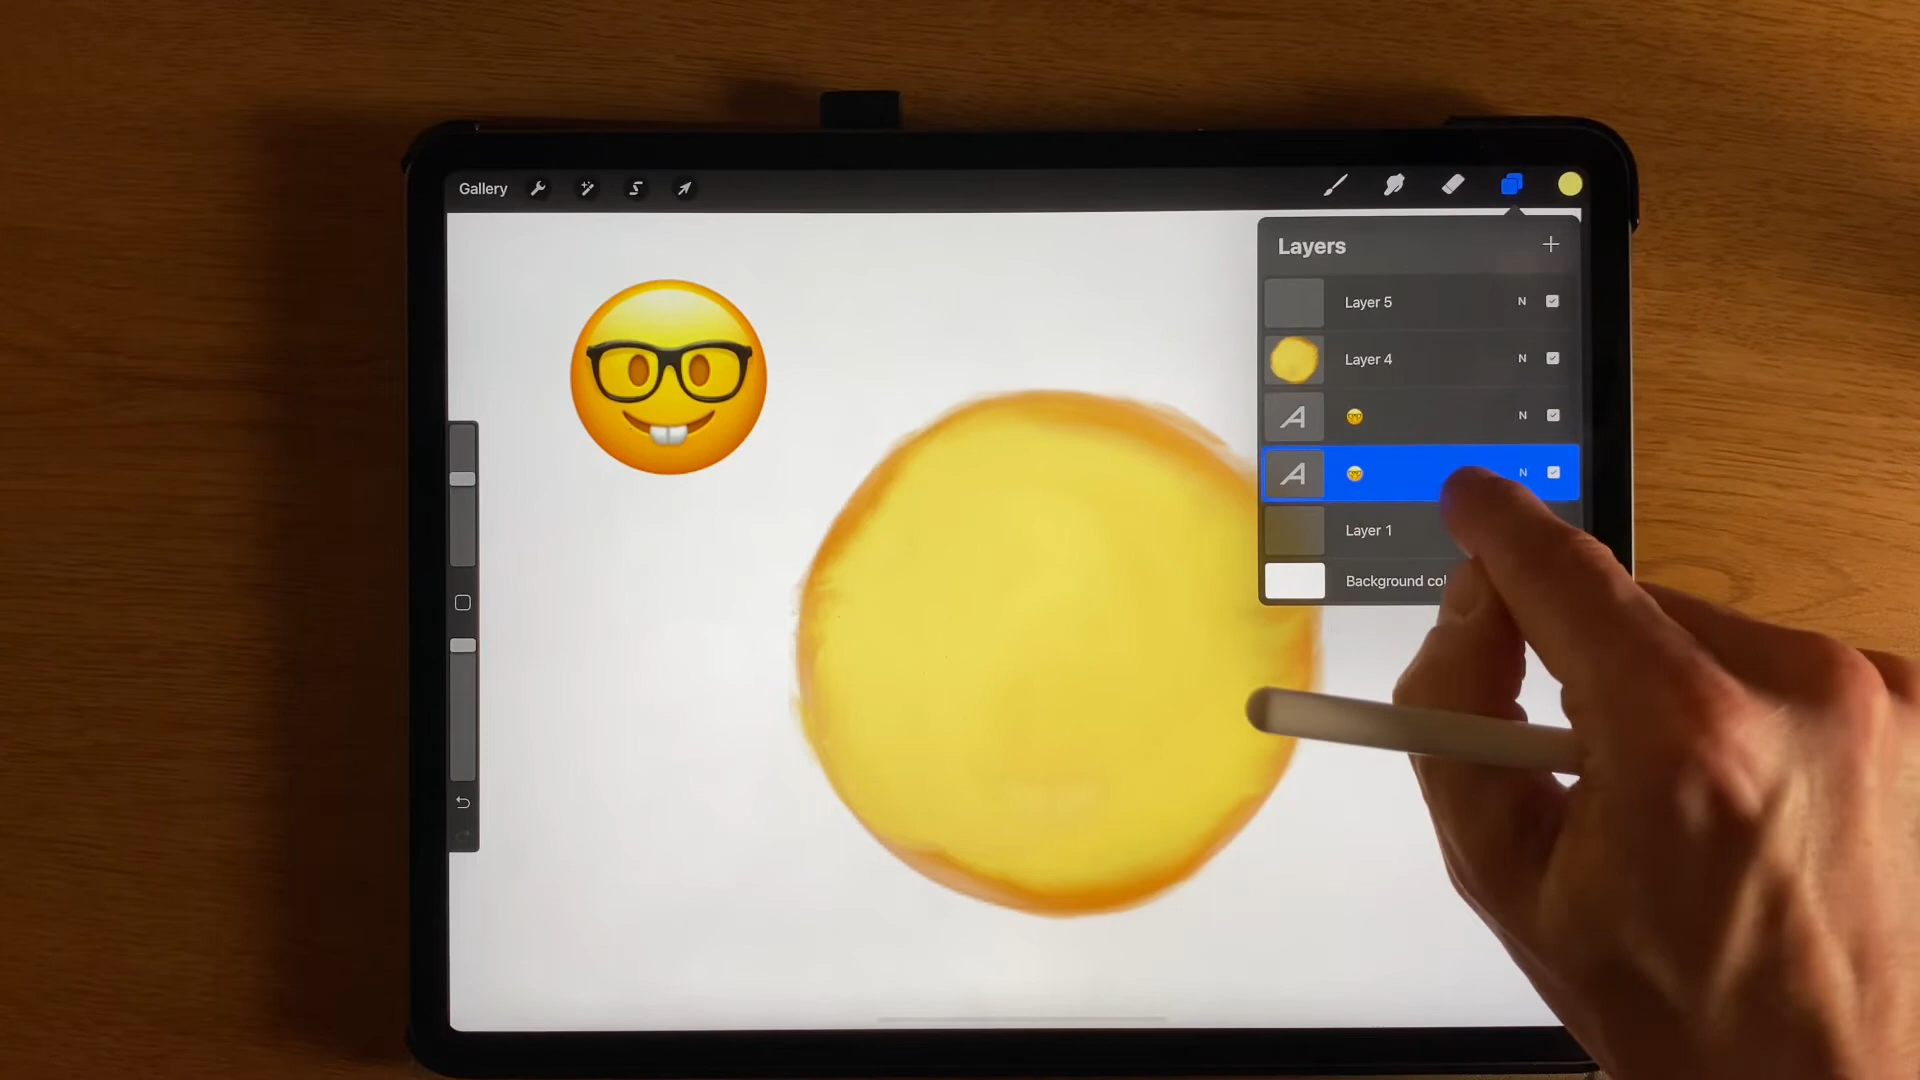 Gallery
Layers
Layer 5 N
Layer 4 N
A N
A N
Layer 1
Background col